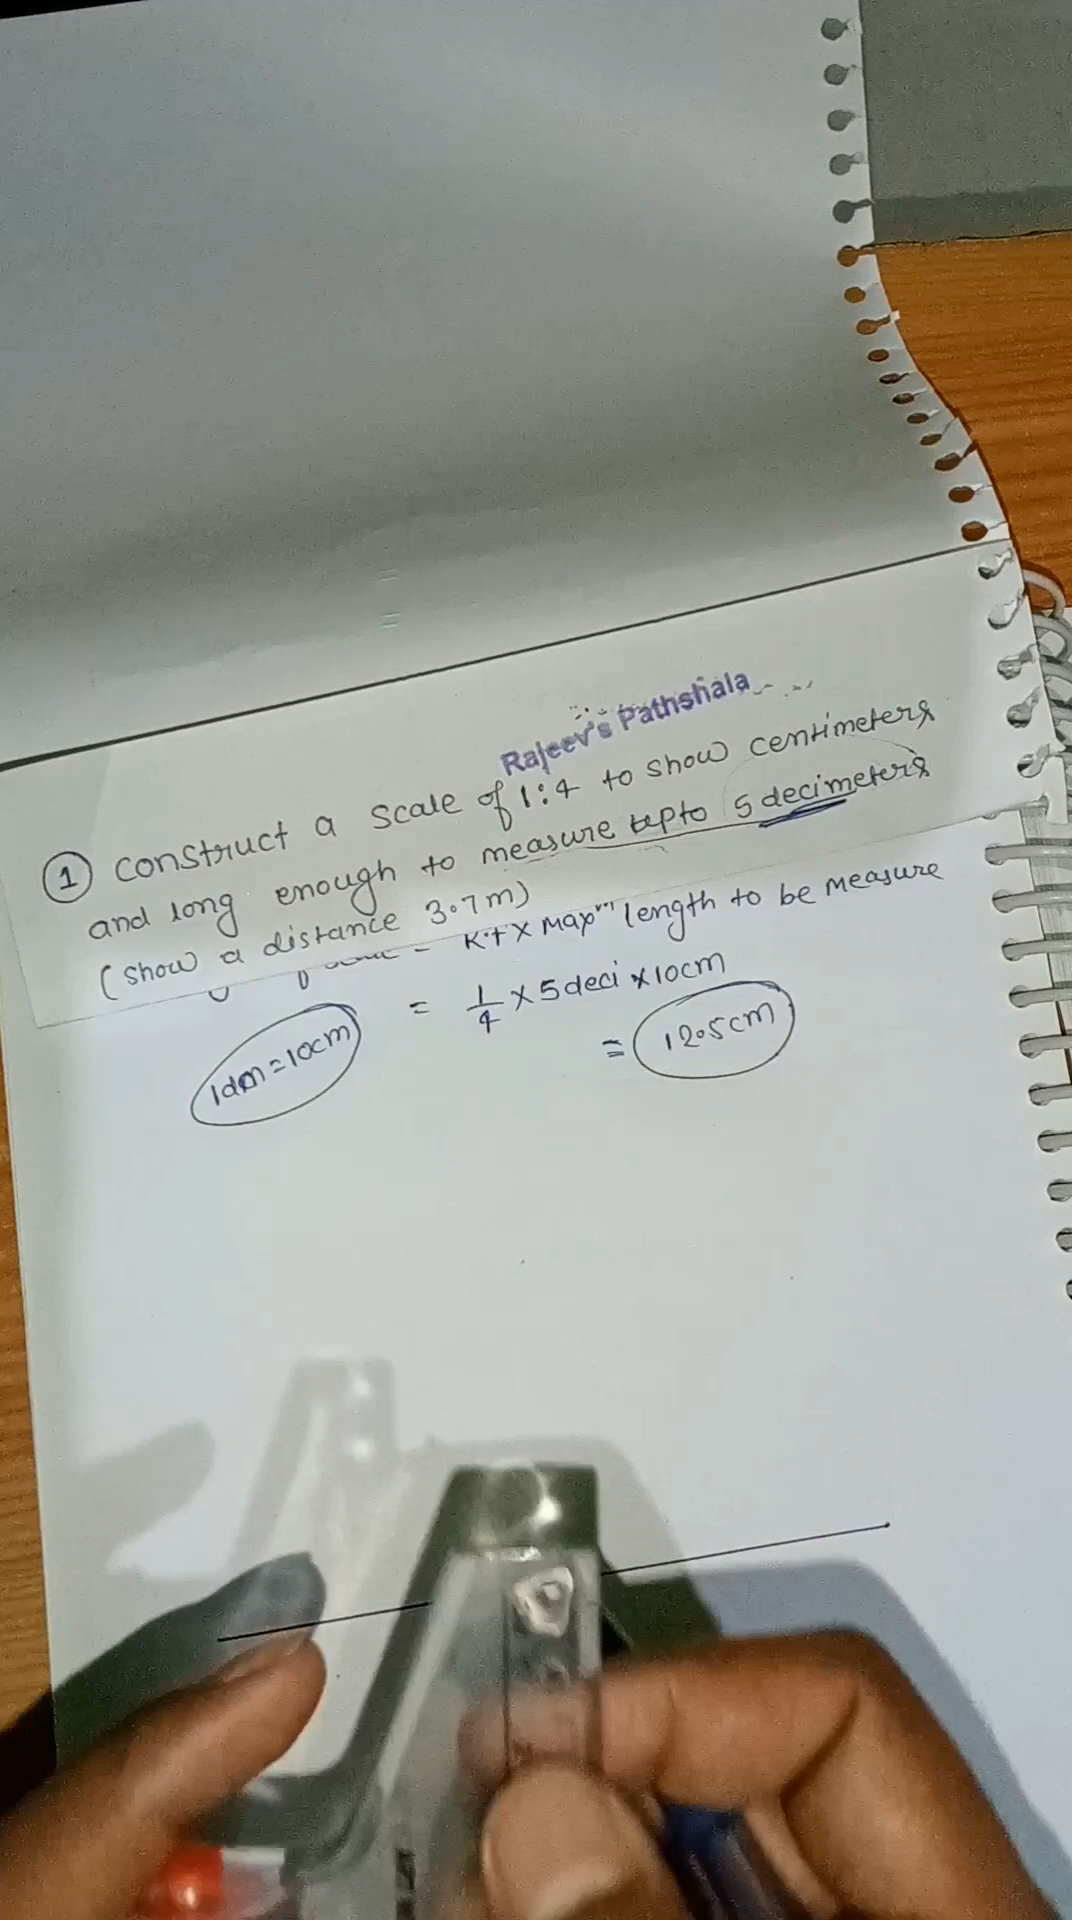 Rajeev's Pathshala
① construct a scale of 1:4 to show centimeters
and long enough to measure upto 5 decimeters
(show a distance 3.7m)
= R.f X Maxᵐ length to be measure
= 1/4 X 5 deci X 10cm
1dm = 10cm
= 12.5cm